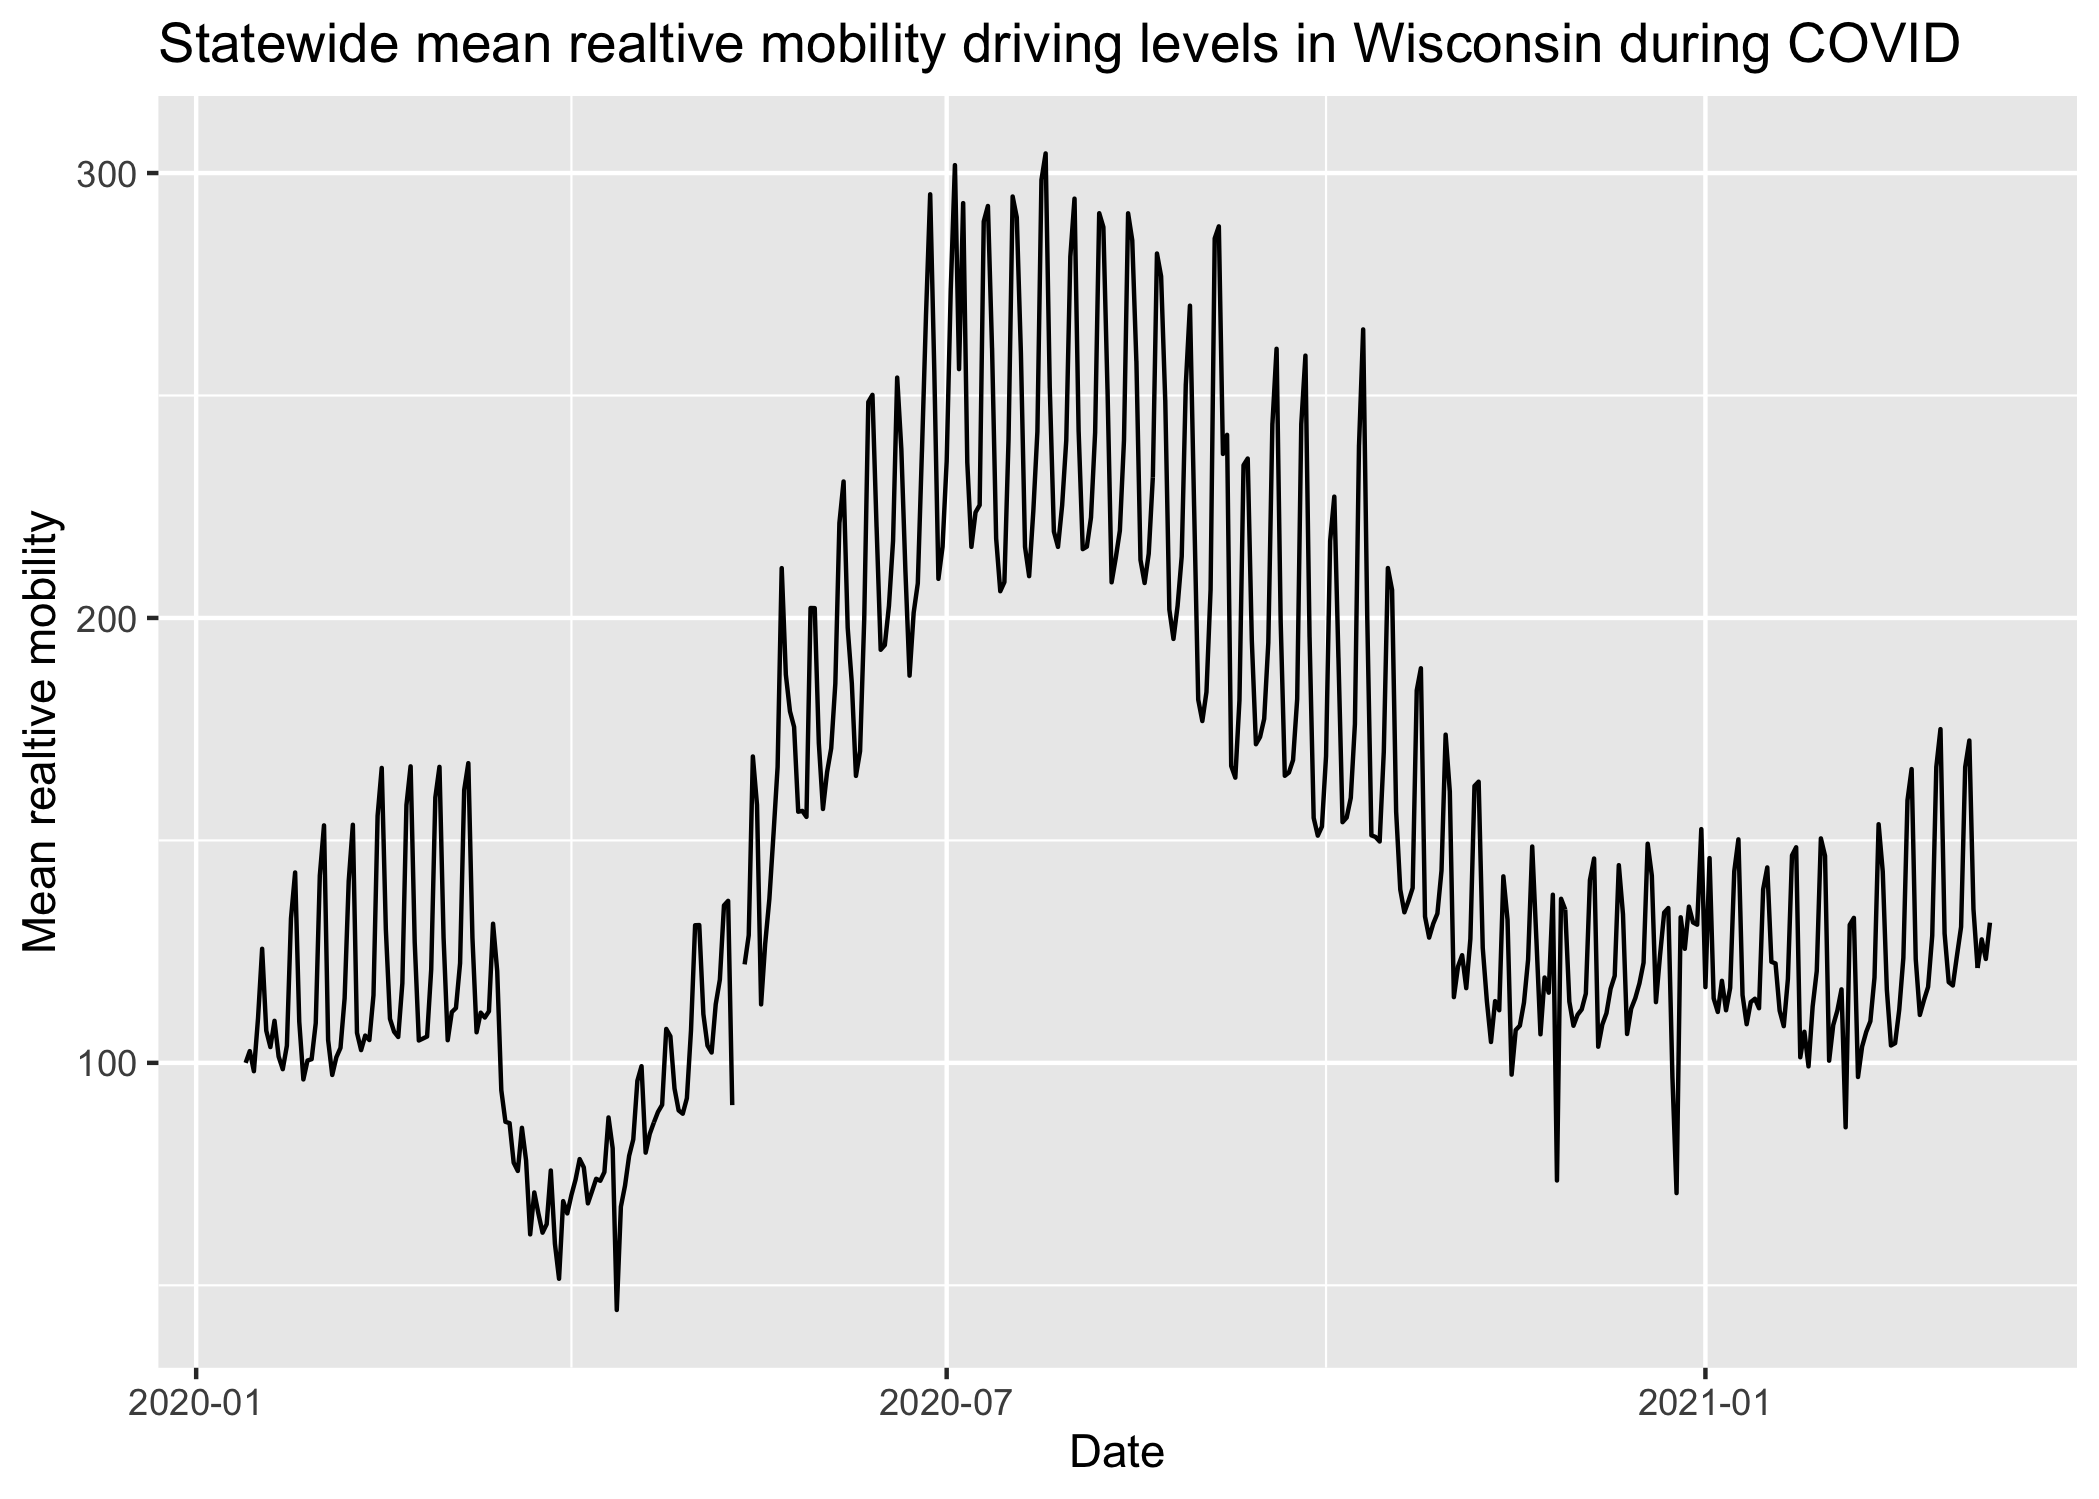 Statewide mean realtive mobility driving levels in Wisconsin during COVID
Mean realtive mobility
300
200
100
2020-01
2020-07
2021-01
Date